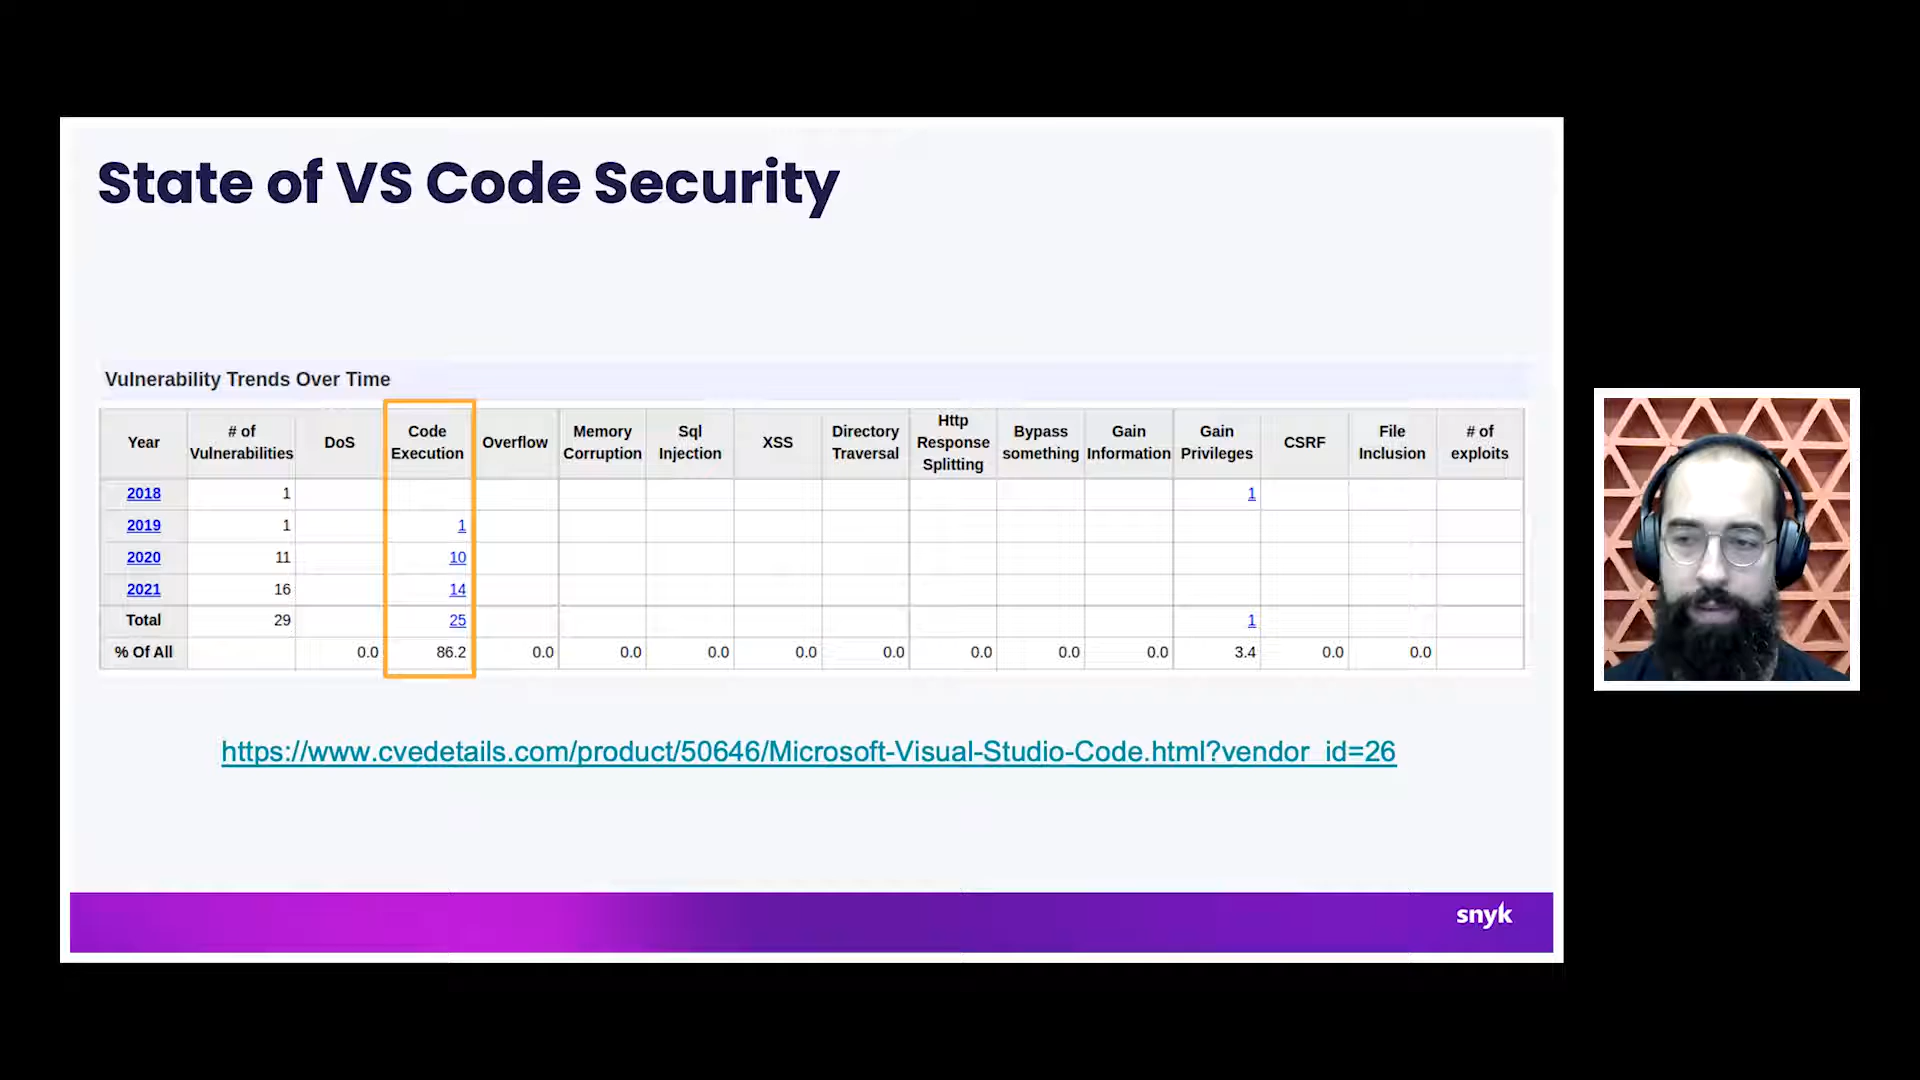 State of VS Code Security
Vulnerability Trends Over Time
Year # of Vulnerabilities DoS Code Execution Overflow Memory Corruption Sql Injection XSS Directory Traversal Http Response Splitting Bypass something Gain Information Gain Privileges CSRF File Inclusion # of exploits
2018 1 1
2019 1 1
2020 11 10
2021 16 14
Total 29 25 1
% Of All 0.0 86.2 0.0 0.0 0.0 0.0 0.0 0.0 0.0 0.0 3.4 0.0 0.0
https://www.cvedetails.com/product/50646/Microsoft-Visual-Studio-Code.html?vendor_id=26
snyk